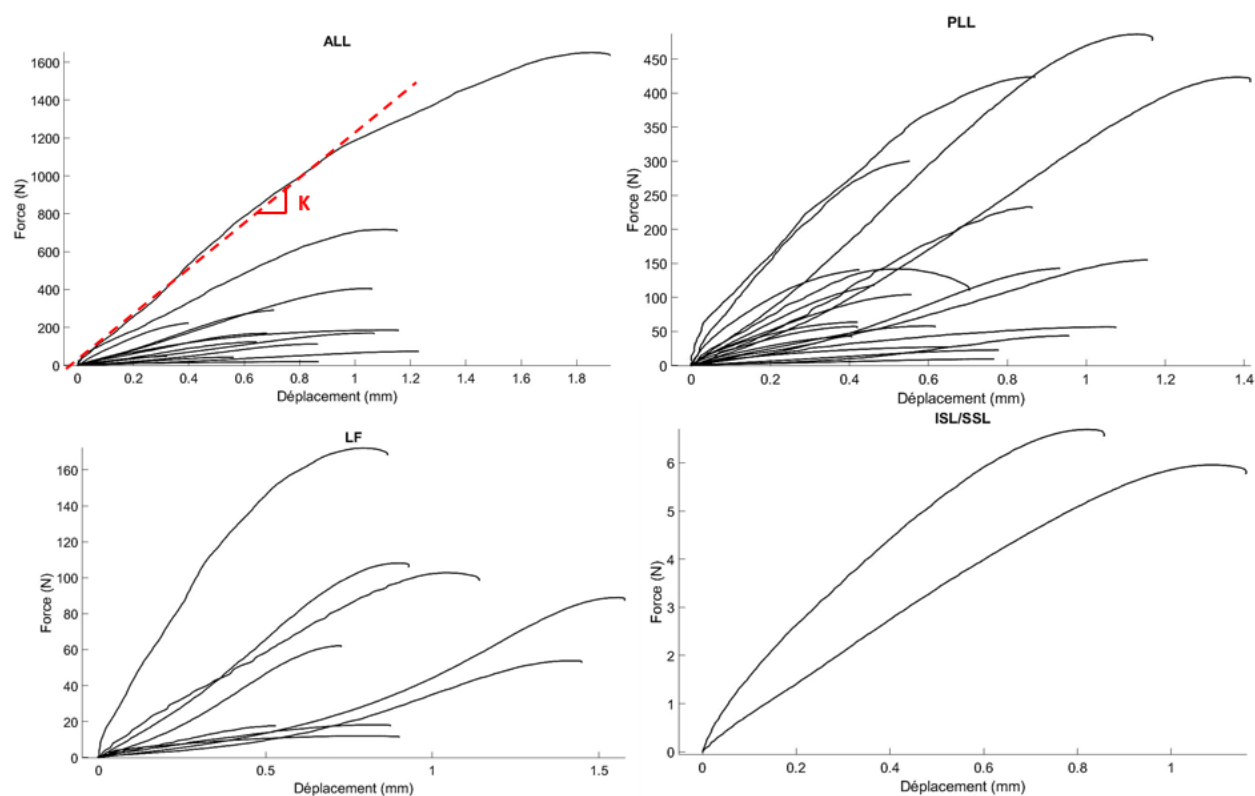 ALL
Force (N)
1600
1400
1200
1000
800
600
400
200
0
K
0 0.2 0.4 0.6 0.8 1 1.2 1.4 1.6 1.8
Déplacement (mm)
PLL
Force (N)
450
400
350
300
250
200
150
100
50
0
0 0.2 0.4 0.6 0.8 1 1.2 1.4
Déplacement (mm)
LF
Force (N)
160
140
120
100
80
60
40
20
0
0 0.5 1 1.5
Déplacement (mm)
ISL/SSL
Force (N)
6
5
4
3
2
1
0
0 0.2 0.4 0.6 0.8 1
Déplacement (mm)